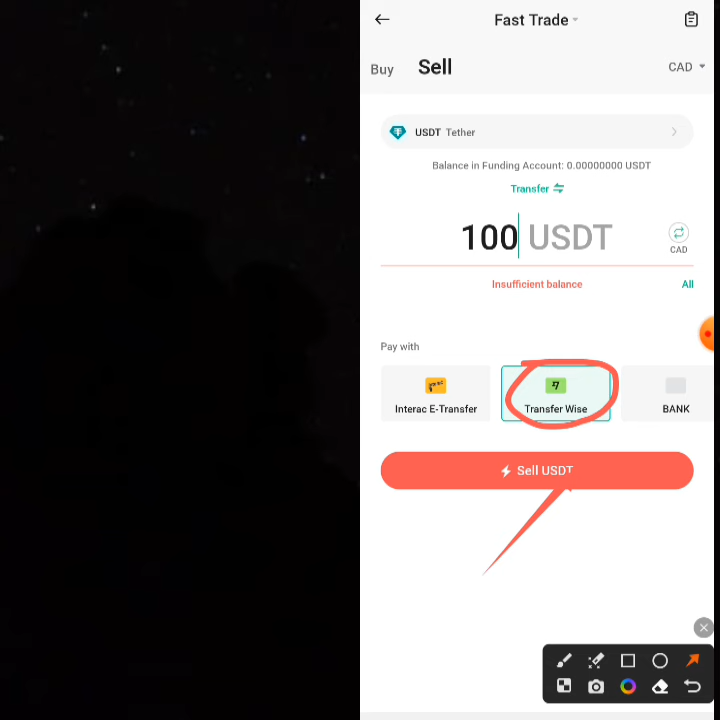 Fast Trade
Buy Sell CAD
USDT Tether
Balance in Funding Account: 0.00000000 USDT
Transfer
100 USDT
CAD
Insufficient balance All
Pay with
Interac E-Transfer Transfer Wise BANK
Sell USDT